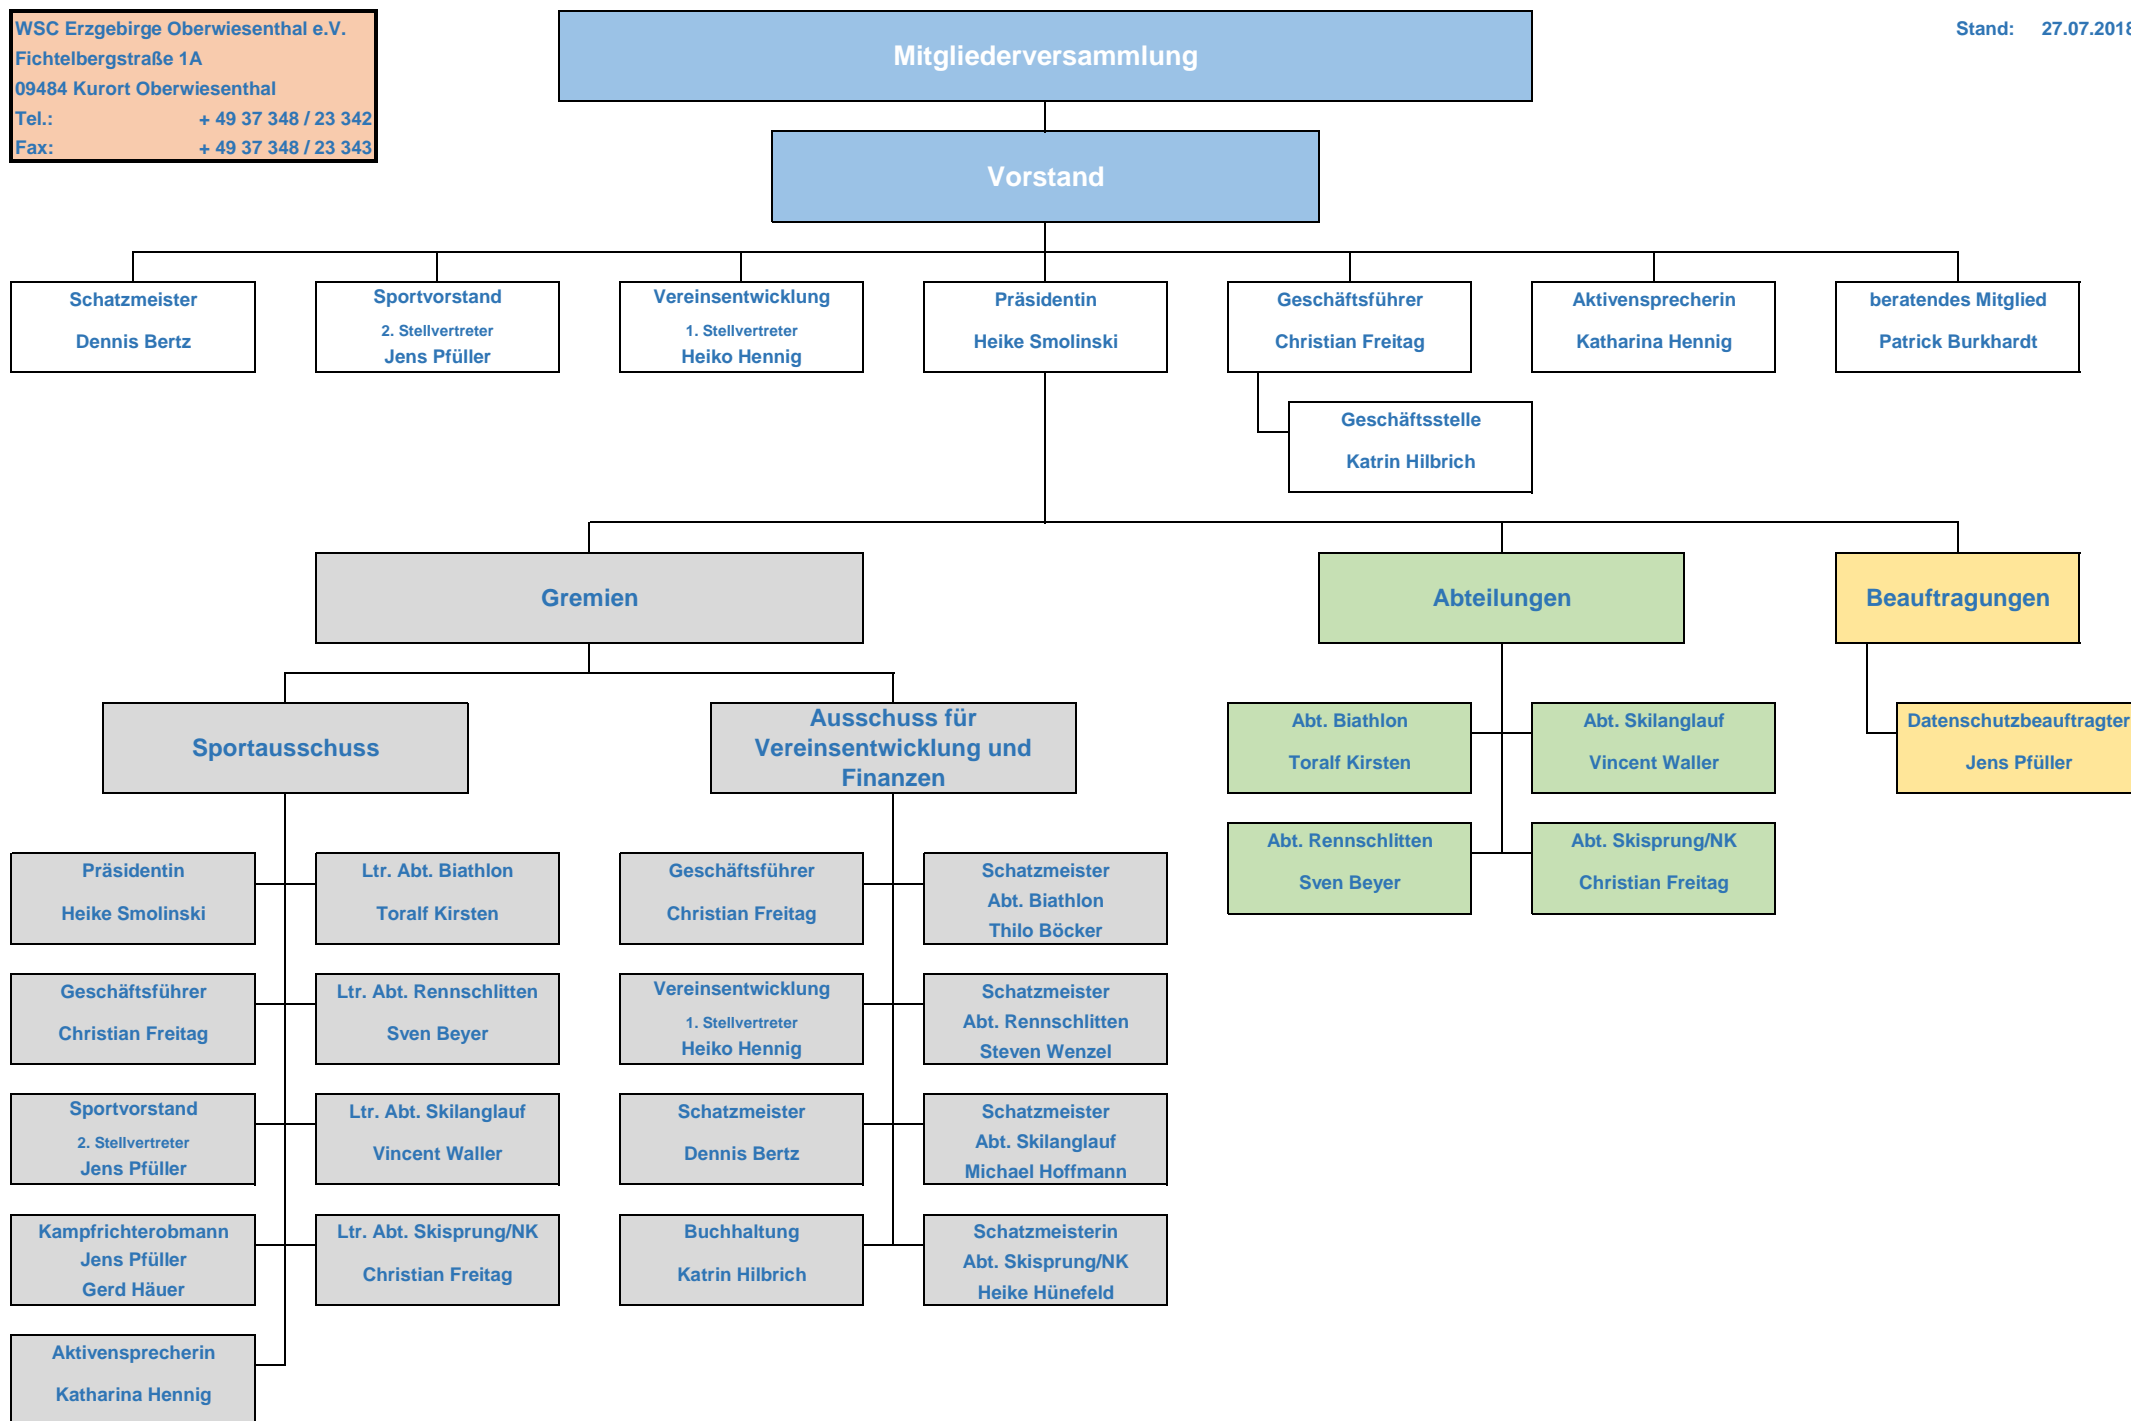 WSC Erzgebirge Oberwiesenthal e.V.
Fichtelbergstraße 1A
09484 Kurort Oberwiesenthal
Tel.: + 49 37 348 / 23 342
Fax: + 49 37 348 / 23 343
Mitgliederversammlung
Stand: 27.07.2018
Vorstand
Schatzmeister
Dennis Bertz
Sportvorstand
2. Stellvertreter
Jens Pfüller
Vereinsentwicklung
1. Stellvertreter
Heiko Hennig
Präsidentin
Heike Smolinski
Geschäftsführer
Christian Freitag
Aktivensprecherin
Katharina Hennig
beratendes Mitglied
Patrick Burkhardt
Geschäftsstelle
Katrin Hilbrich
Gremien
Abteilungen
Beauftragungen
Sportausschuss
Ausschuss für
Vereinsentwicklung und
Finanzen
Abt. Biathlon
Toralf Kirsten
Abt. Skilanglauf
Vincent Waller
Datenschutzbeauftragter
Jens Pfüller
Abt. Rennschlitten
Sven Beyer
Abt. Skisprung/NK
Christian Freitag
Präsidentin
Heike Smolinski
Ltr. Abt. Biathlon
Toralf Kirsten
Geschäftsführer
Christian Freitag
Schatzmeister
Abt. Biathlon
Thilo Böcker
Geschäftsführer
Christian Freitag
Ltr. Abt. Rennschlitten
Sven Beyer
Vereinsentwicklung
1. Stellvertreter
Heiko Hennig
Schatzmeister
Abt. Rennschlitten
Steven Wenzel
Sportvorstand
2. Stellvertreter
Jens Pfüller
Ltr. Abt. Skilanglauf
Vincent Waller
Schatzmeister
Dennis Bertz
Schatzmeister
Abt. Skilanglauf
Michael Hoffmann
Kampfrichterobmann
Jens Pfüller
Gerd Häuer
Ltr. Abt. Skisprung/NK
Christian Freitag
Buchhaltung
Katrin Hilbrich
Schatzmeisterin
Abt. Skisprung/NK
Heike Hünefeld
Aktivensprecherin
Katharina Hennig